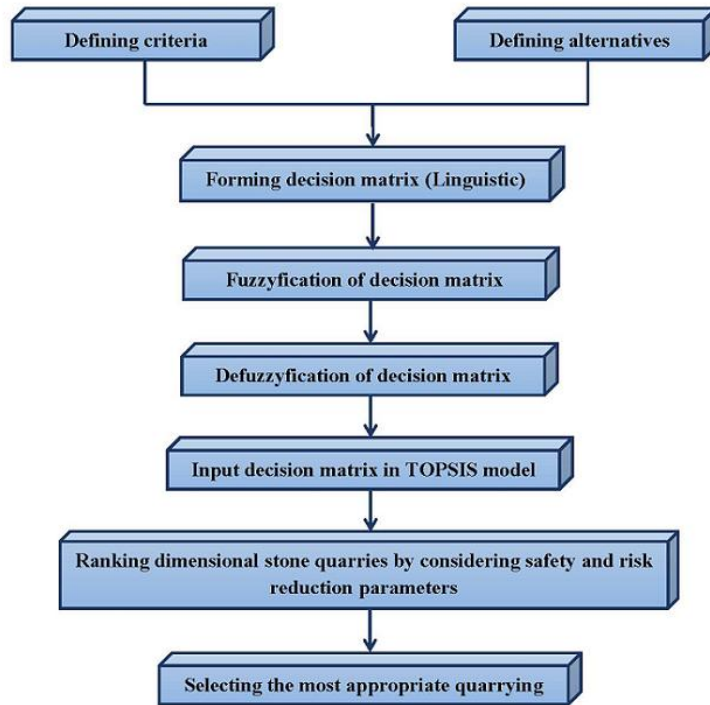 Defining criteria
Defining alternatives
Forming decision matrix (Linguistic)
Fuzzyfication of decision matrix
Defuzzyfication of decision matrix
Input decision matrix in TOPSIS model
Ranking dimensional stone quarries by considering safety and risk
reduction parameters
Selecting the most appropriate quarrying